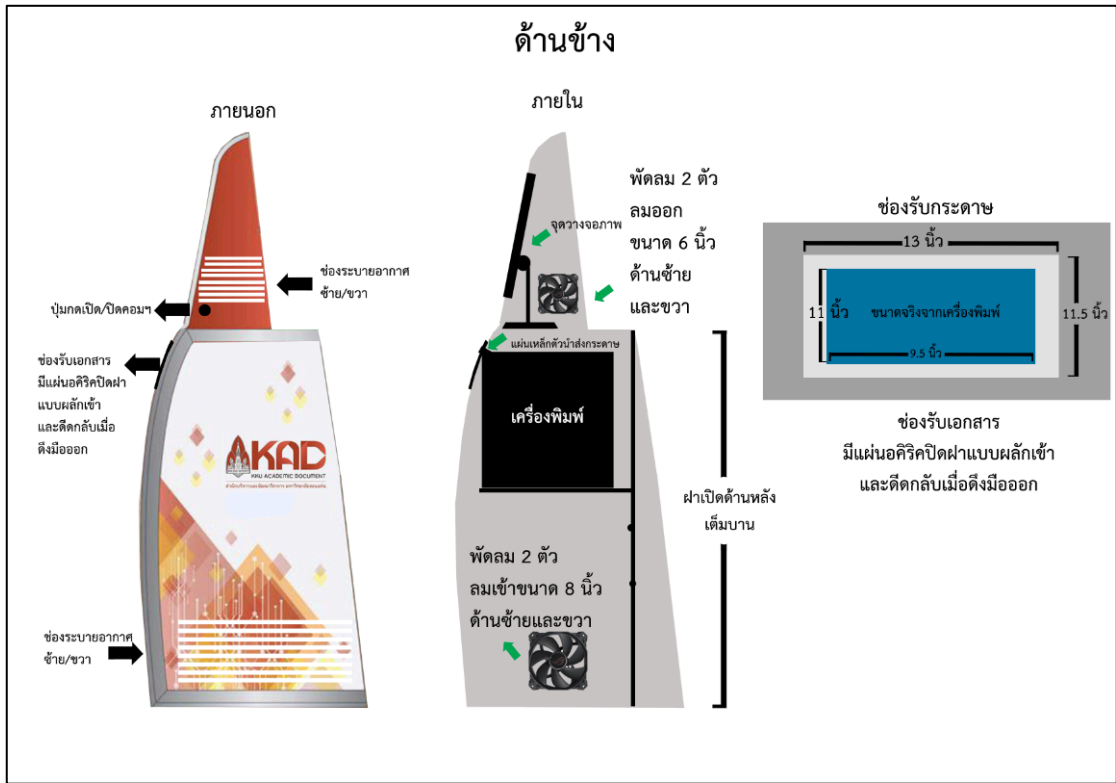 ด้านข้าง
ภายนอก
ช่องระบายอากาศ
ซ้าย/ขวา
ปุ่มกดเปิด/ปิดคอมฯ
ช่องรับเอกสาร
มีแผ่นอคิริคปิดฝา
แบบผลักเข้า
และดีดกลับเมื่อ
ดึงมือออก
KAD
KKU ACADEMIC DOCUMENT
ช่องระบายอากาศ
ซ้าย/ขวา
ภายใน
พัดลม 2 ตัว
ลมออก
ขนาด 6 นิ้ว
ด้านซ้าย
และขวา
จุดวางจอภาพ
แผ่นเหล็กตัวนำส่งกระดาษ
เครื่องพิมพ์
ฝาเปิดด้านหลัง
เต็มบาน
พัดลม 2 ตัว
ลมเข้าขนาด 8 นิ้ว
ด้านซ้ายและขวา
ช่องรับกระดาษ
13 นิ้ว
11 นิ้ว
ขนาดจริงจากเครื่องพิมพ์
11.5 นิ้ว
9.5 นิ้ว
ช่องรับเอกสาร
มีแผ่นอคิริคปิดฝาแบบผลักเข้า
และดีดกลับเมื่อดึงมือออก